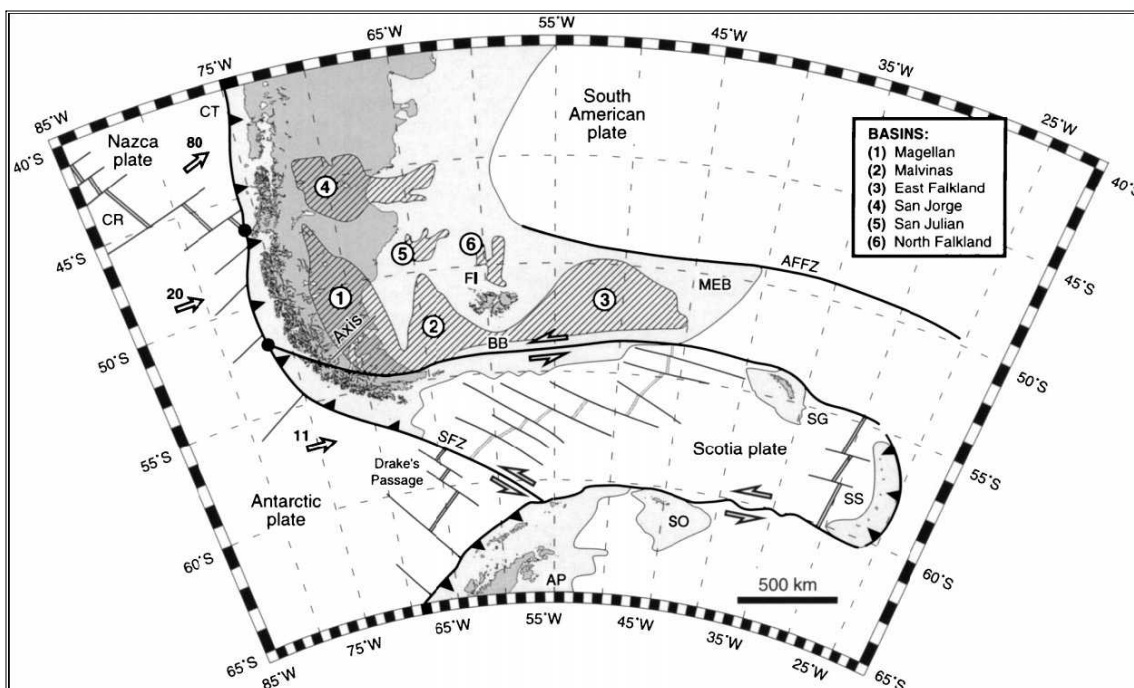 55°W
65°W
45°W
75°W
35°W
85°W
25°W
CT
South
American
plate
40°S
Nazca
plate
80
BASINS:
(1) Magellan
(2) Malvinas
(3) East Falkland
(4) San Jorge
(5) San Julian
(6) North Falkland
40°S
4
CR
45°S
5
6
FI
AFFZ
MEB
45°S
20
1
3
Axis
2
BB
50°S
50°S
SG
11
SFZ
Scotia plate
55°S
55°S
Drake's
Passage
Antarctic
plate
SS
SO
60°S
60°S
AP
500 km
65°S
85°W
75°W
65°W
55°W
45°W
35°W
25°W
65°S